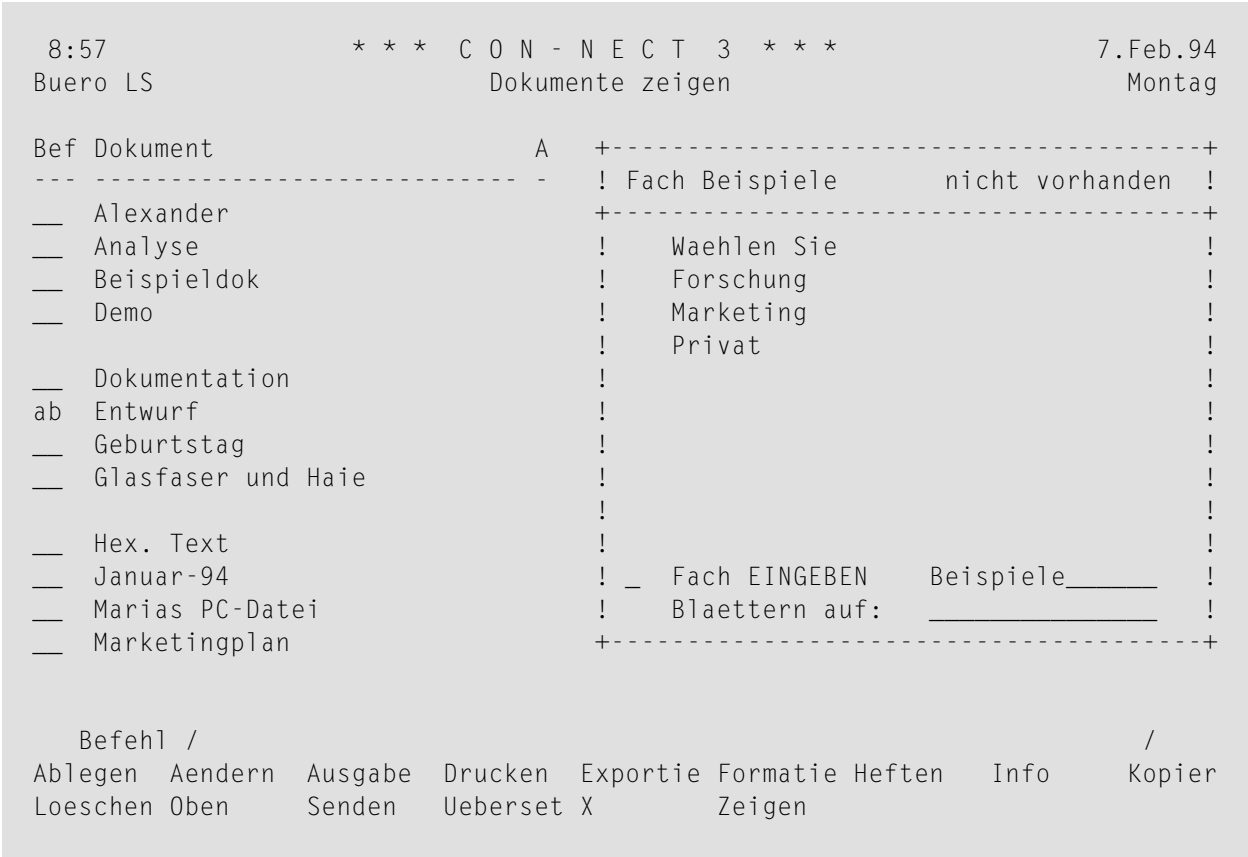 8:57 * * * C O N - N E C T 3 * * * 7.Feb.94
Buero LS Dokumente zeigen Montag
Bef Dokument A +---------------------------------------+
--- ---------------------------- - ! Fach Beispiele nicht vorhanden !
__ Alexander +---------------------------------------+
__ Analyse ! Waehlen Sie !
__ Beispieldok ! Forschung !
__ Demo ! Marketing !
! Privat !
__ Dokumentation ! !
ab Entwurf ! !
__ Geburtstag ! !
__ Glasfaser und Haie ! !
! !
__ Hex. Text ! !
__ Januar-94 ! _ Fach EINGEBEN Beispiele______ !
__ Marias PC-Datei ! Blaettern auf: _______________ !
__ Marketingplan +---------------------------------------+
Befehl / /
Ablegen Aendern Ausgabe Drucken Exportie Formatie Heften Info Kopier
Loeschen Oben Senden Ueberset X Zeigen